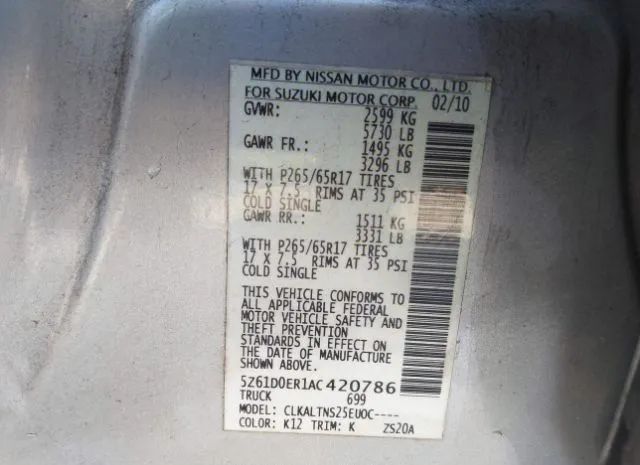 MFD BY NISSAN MOTOR CO., LTD.
FOR SUZUKI MOTOR CORP. 02/10
GVWR: 2599 KG
5730 LB
GAWR FR.: 1495 KG
3296 LB
WITH P265/65R17 TIRES
17 X 7.5 RIMS AT 35 PSI
COLD SINGLE
GAWR RR.: 1511 KG
3331 LB
WITH P265/65R17 TIRES
17 X 7.5 RIMS AT 35 PSI
COLD SINGLE
THIS VEHICLE CONFORMS TO
ALL APPLICABLE FEDERAL
MOTOR VEHICLE SAFETY AND
THEFT PREVENTION
STANDARDS IN EFFECT ON
THE DATE OF MANUFACTURE
SHOWN ABOVE.
5Z61D0ER1AC420786
TRUCK 699
MODEL: CLKALTNS25EUOC----
COLOR: K12 TRIM: K ZS20A